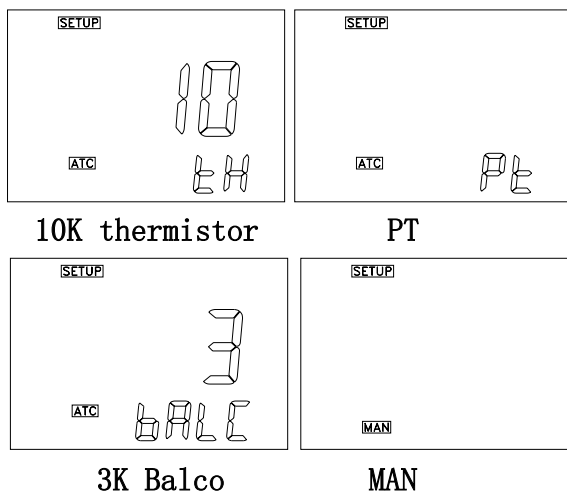 SETUP SETUP
10
ATC tH ATC Pt
10K thermistor PT
SETUP SETUP
3
ATC bALC
MAN
3K Balco MAN